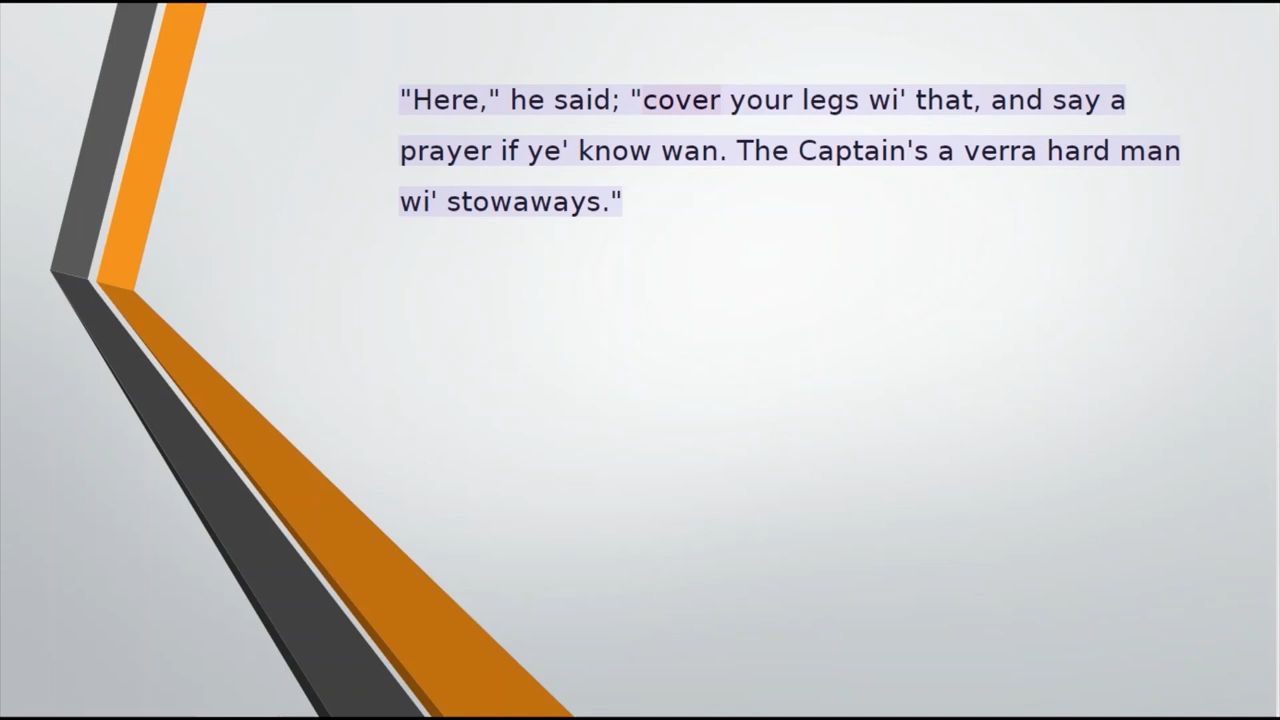 "Here," he said; "cover your legs wi' that, and say a
prayer if ye' know wan. The Captain's a verra hard man
wi' stowaways."